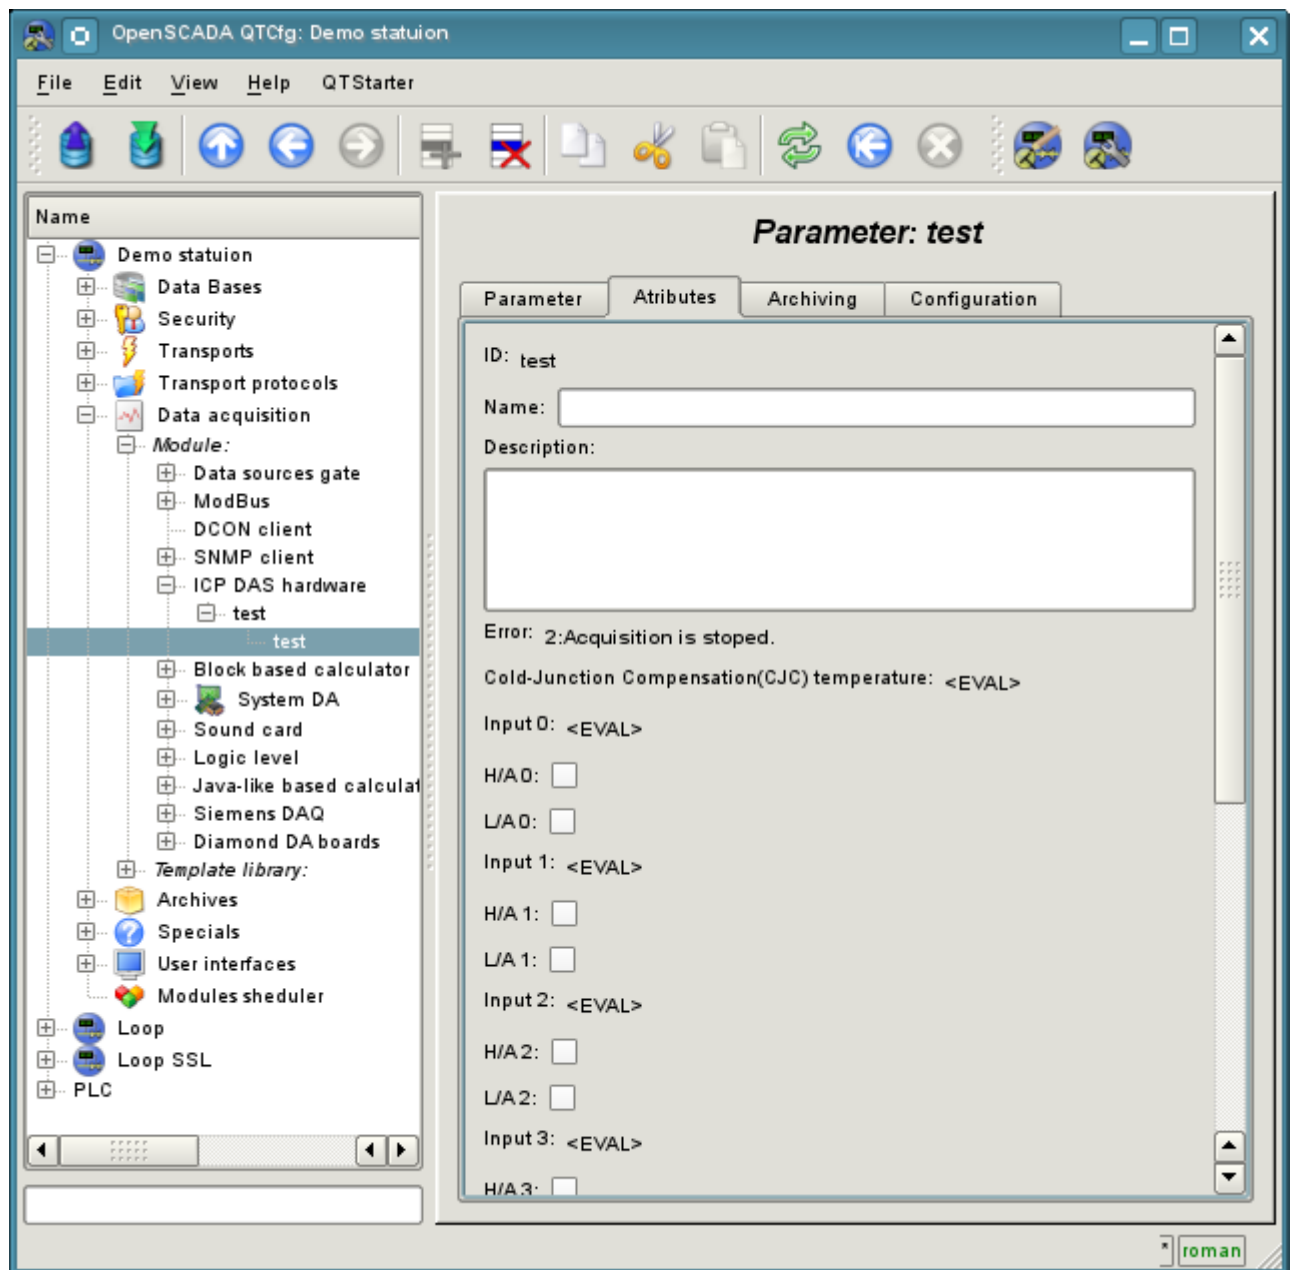 OpenSCADA QTCfg: Demo statuion
File Edit View Help QTStarter
Name
Demo statuion
Data Bases
Security
Transports
Transport protocols
Data acquisition
Module:
Data sources gate
ModBus
DCON client
SNMP client
ICP DAS hardware
test
test
Block based calculator
System DA
Sound card
Logic level
Java-like based calculat
Siemens DAQ
Diamond DA boards
Template library:
Archives
Specials
User interfaces
Modules sheduler
Loop
Loop SSL
PLC
Parameter: test
Parameter Atributes Archiving Configuration
ID: test
Name:
Description:
Error: 2:Acquisition is stoped.
Cold-Junction Compensation(CJC) temperature: <EVAL>
Input 0: <EVAL>
H/A 0:
L/A 0:
Input 1: <EVAL>
H/A 1:
L/A 1:
Input 2: <EVAL>
H/A 2:
L/A 2:
Input 3: <EVAL>
H/A 3:
* roman